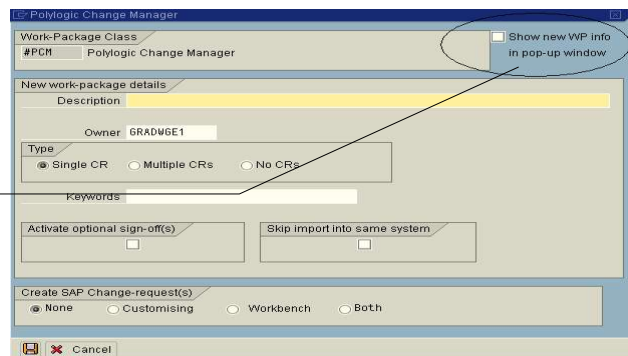 Polylogic Change Manager
Work-Package Class
#PCM Polylogic Change Manager
Show new WP info
in pop-up window
New work-package details
Description
Owner GRADWGE1
Type
Single CR Multiple CRs No CRs
Keywords
Activate optional sign-off(s) Skip import into same system
Create SAP Change-request(s)
None Customising Workbench Both
Cancel